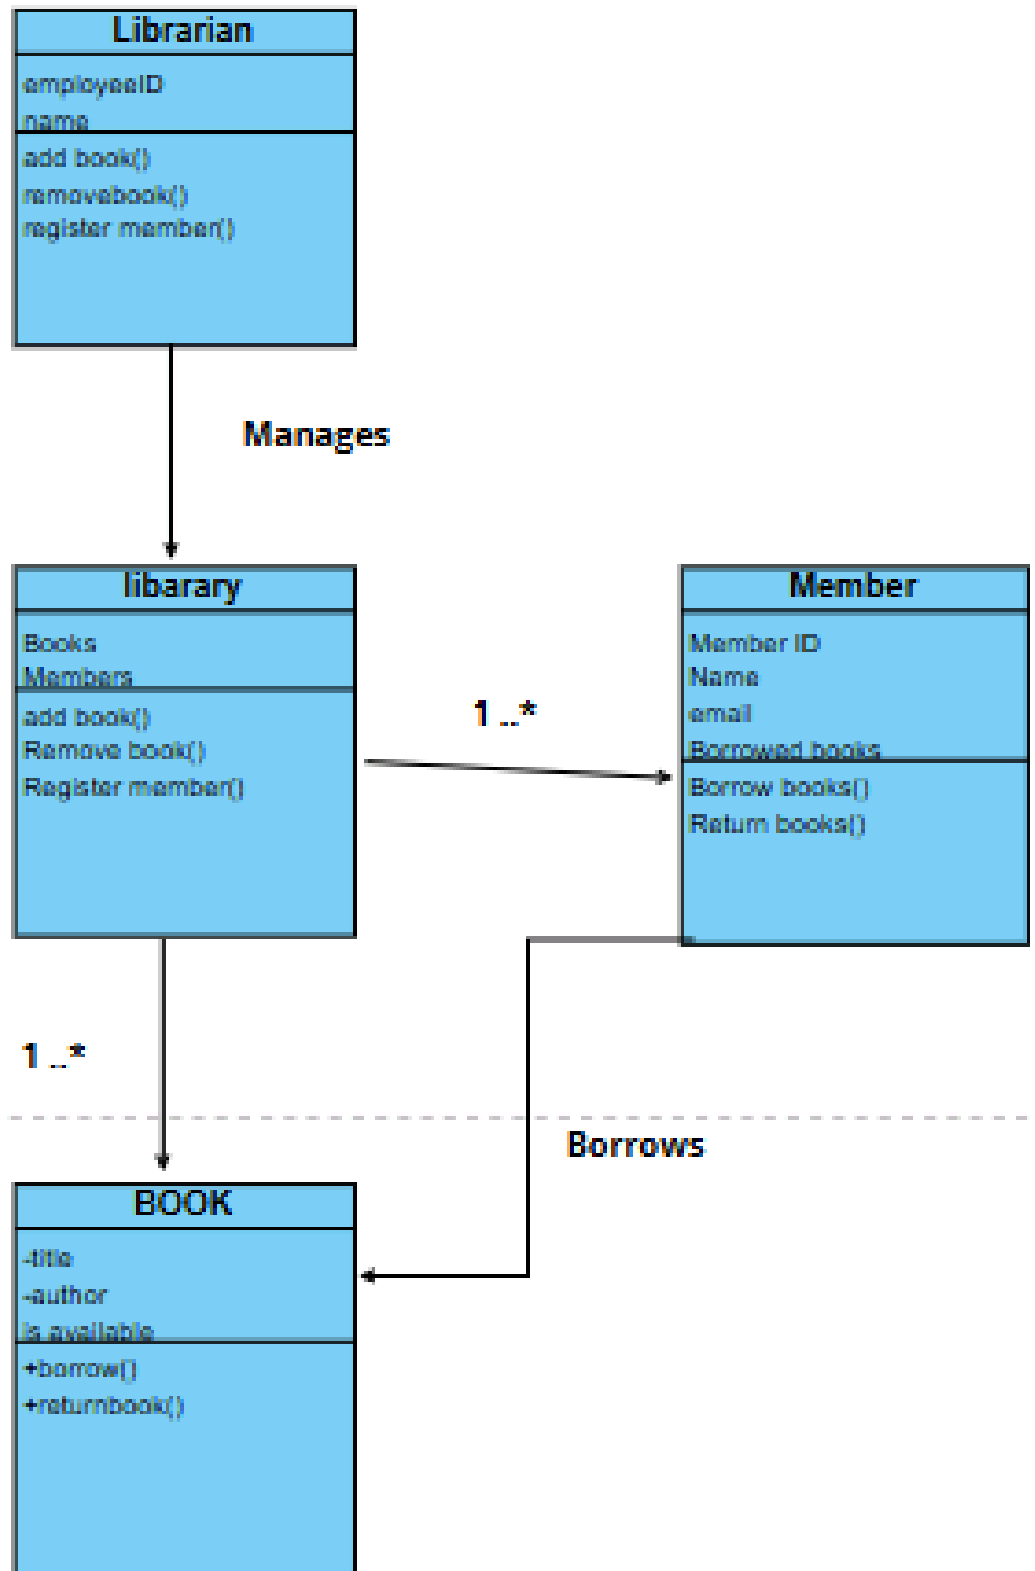 Librarian
employeeID
name
add book()
removebook()
register member()
Manages
libarary
Books
Members
add book()
Remove book()
Register member()
1 ..*
Member
Member ID
Name
email
Borrowed books
Borrow books()
Return books()
1 ..*
Borrows
BOOK
-title
-author
is available
+borrow()
+returnbook()